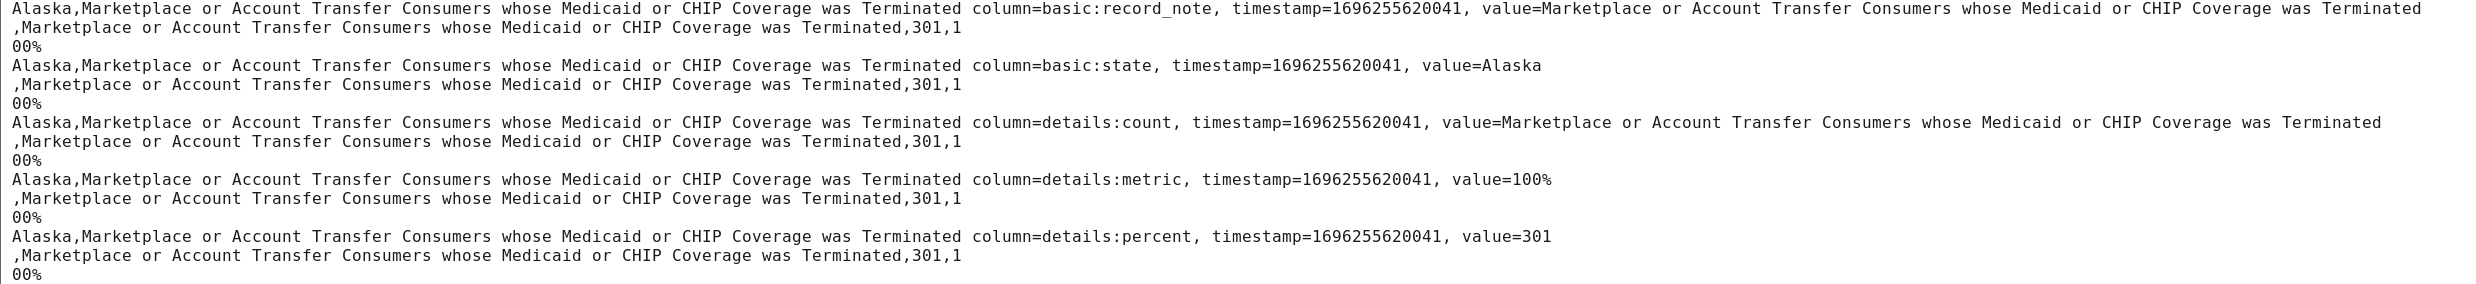 Alaska,Marketplace or Account Transfer Consumers whose Medicaid or CHIP Coverage was Terminated column=basic:record_note, timestamp=1696255620041, value=Marketplace or Account Transfer Consumers whose Medicaid or CHIP Coverage was Terminated
,Marketplace or Account Transfer Consumers whose Medicaid or CHIP Coverage was Terminated,301,1
00%
Alaska,Marketplace or Account Transfer Consumers whose Medicaid or CHIP Coverage was Terminated column=basic:state, timestamp=1696255620041, value=Alaska
,Marketplace or Account Transfer Consumers whose Medicaid or CHIP Coverage was Terminated,301,1
00%
Alaska,Marketplace or Account Transfer Consumers whose Medicaid or CHIP Coverage was Terminated column=details:count, timestamp=1696255620041, value=Marketplace or Account Transfer Consumers whose Medicaid or CHIP Coverage was Terminated
,Marketplace or Account Transfer Consumers whose Medicaid or CHIP Coverage was Terminated,301,1
00%
Alaska,Marketplace or Account Transfer Consumers whose Medicaid or CHIP Coverage was Terminated column=details:metric, timestamp=1696255620041, value=100%
,Marketplace or Account Transfer Consumers whose Medicaid or CHIP Coverage was Terminated,301,1
00%
Alaska,Marketplace or Account Transfer Consumers whose Medicaid or CHIP Coverage was Terminated column=details:percent, timestamp=1696255620041, value=301
,Marketplace or Account Transfer Consumers whose Medicaid or CHIP Coverage was Terminated,301,1
00%